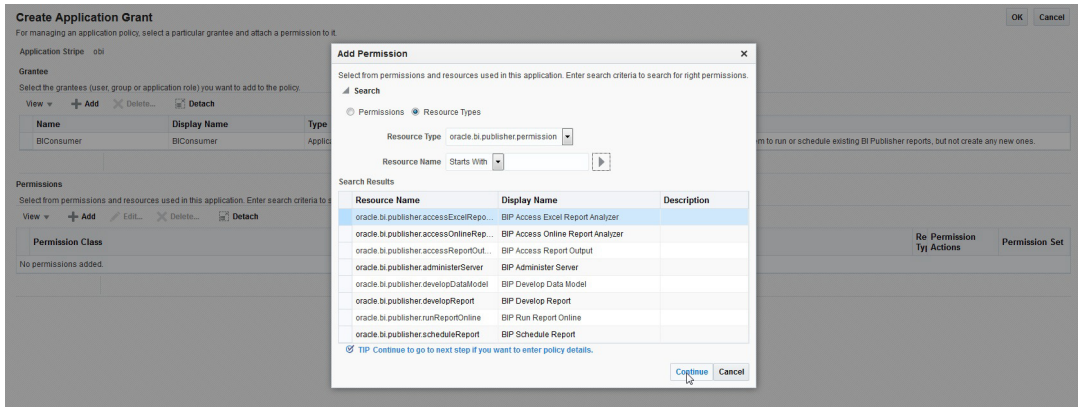 Create Application Grant
OK Cancel
For managing an application policy, select a particular grantee and attach a permission to it.
Application Stripe obi
Grantee
Select the grantees (user, group or application role) you want to add to the policy.
View Add Delete... Detach
Name Display Name Type
BIConsumer BIConsumer Applic
m to run or schedule existing BI Publisher reports, but not create any new ones.
Permissions
Select from permissions and resources used in this application. Enter search criteria to s
View Add Edit... Delete... Detach
Permission Class
Re Permission Permission Set
Typ Actions
No permissions added.
Add Permission
Select from permissions and resources used in this application. Enter search criteria to search for right permissions.
Search
Permissions Resource Types
Resource Type oracle.bi.publisher.permission
Resource Name Starts With
Search Results
Resource Name Display Name Description
oracle.bi.publisher.accessExcelRepo... BIP Access Excel Report Analyzer
oracle.bi.publisher.accessOnlineRep... BIP Access Online Report Analyzer
oracle.bi.publisher.accessReportOut... BIP Access Report Output
oracle.bi.publisher.administerServer BIP Administer Server
oracle.bi.publisher.developDataModel BIP Develop Data Model
oracle.bi.publisher.developReport BIP Develop Report
oracle.bi.publisher.runReportOnline BIP Run Report Online
oracle.bi.publisher.scheduleReport BIP Schedule Report
TIP Continue to go to next step if you want to enter policy details.
Continue Cancel